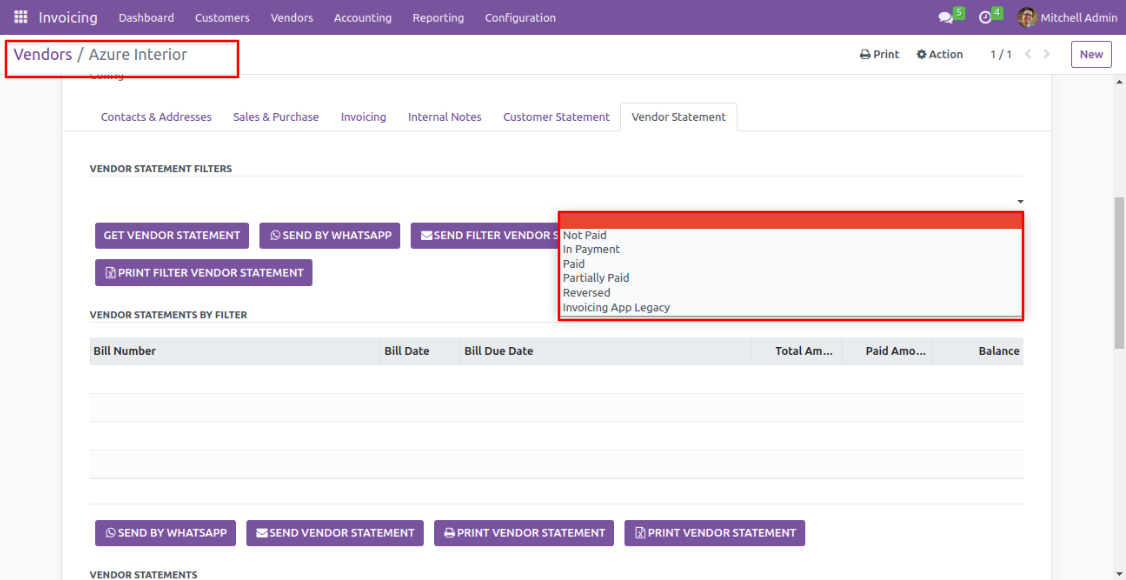 Invoicing Dashboard Customers Vendors Accounting Reporting Configuration 5 4 Mitchell Admin
Vendors / Azure Interior Print Action 1 / 1 New
Contacts & Addresses Sales & Purchase Invoicing Internal Notes Customer Statement Vendor Statement
VENDOR STATEMENT FILTERS
GET VENDOR STATEMENT SEND BY WHATSAPP SEND FILTER VENDOR S
Not Paid
In Payment
Paid
Partially Paid
Reversed
Invoicing App Legacy
PRINT FILTER VENDOR STATEMENT
VENDOR STATEMENTS BY FILTER
Bill Number Bill Date Bill Due Date Total Am... Paid Amo... Balance
SEND BY WHATSAPP SEND VENDOR STATEMENT PRINT VENDOR STATEMENT PRINT VENDOR STATEMENT
VENDOR STATEMENTS